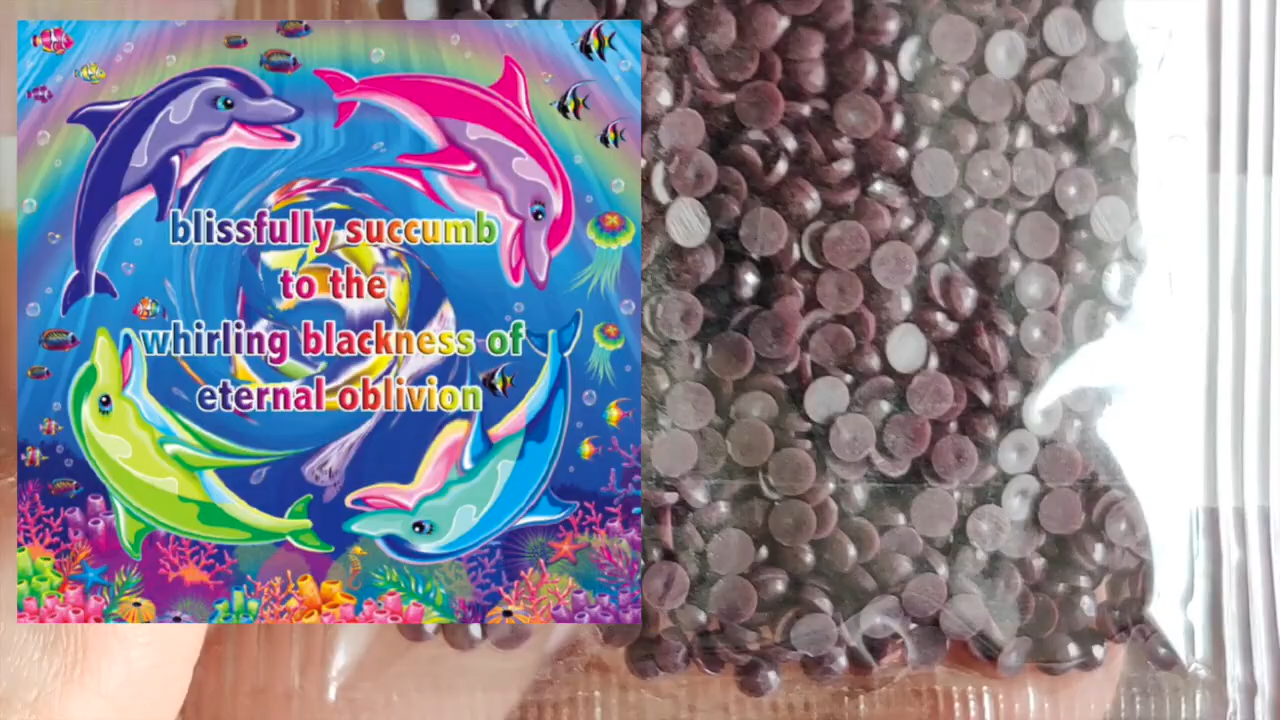 blissfully succumb
to the
whirling blackness of
eternal oblivion